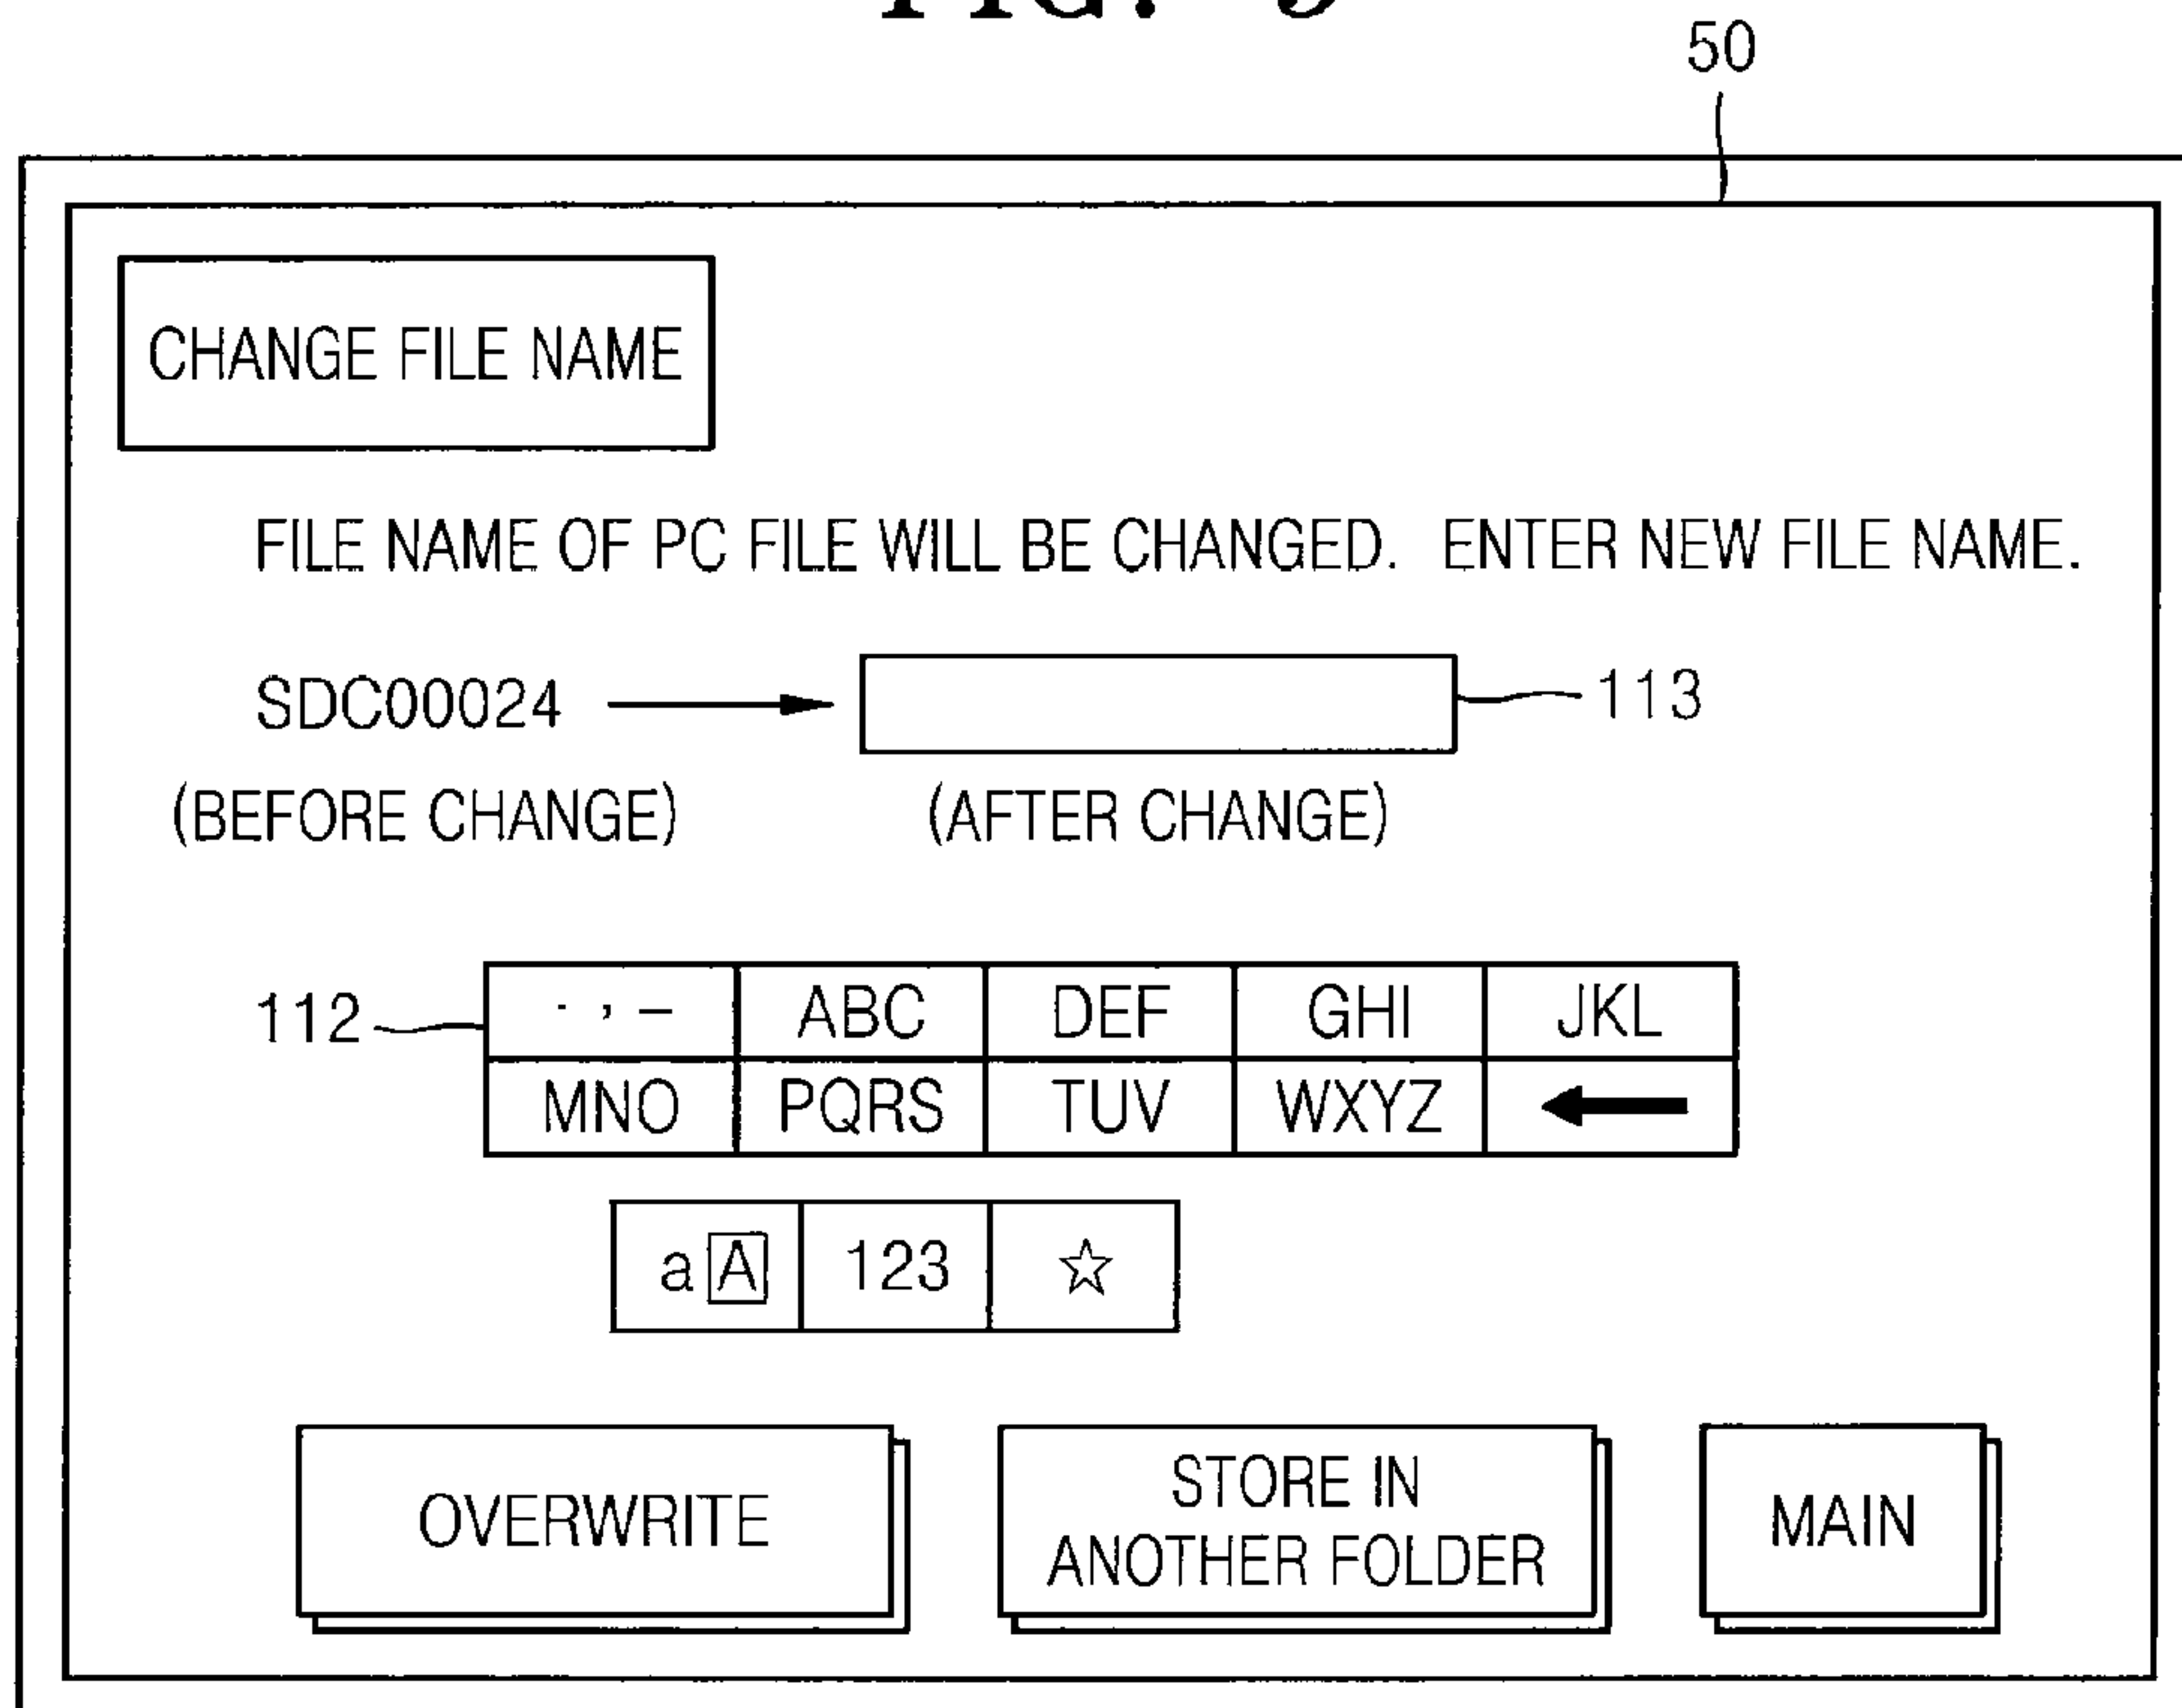 50
CHANGE FILE NAME
FILE NAME OF PC FILE WILL BE CHANGED. ENTER NEW FILE NAME.
SDC00024 113
(BEFORE CHANGE) (AFTER CHANGE)
112 . , – ABC DEF GHI JKL
MNO PQRS TUV WXYZ
aA 123 ☆
OVERWRITE
STORE IN
ANOTHER FOLDER
MAIN